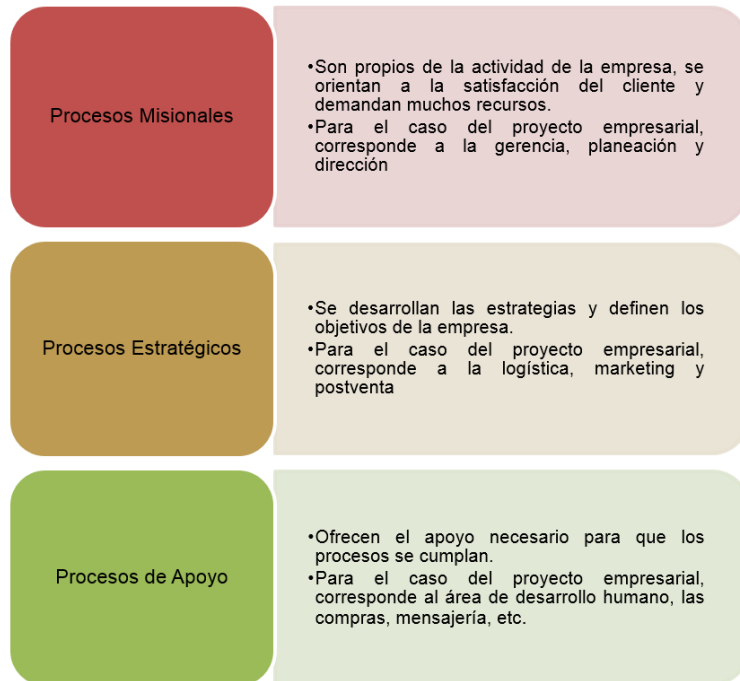 Procesos Misionales
•Son propios de la actividad de la empresa, se
orientan a la satisfacción del cliente y
demandan muchos recursos.
•Para el caso del proyecto empresarial,
corresponde a la gerencia, planeación y
dirección
Procesos Estratégicos
•Se desarrollan las estrategias y definen los
objetivos de la empresa.
•Para el caso del proyecto empresarial,
corresponde a la logística, marketing y
postventa
Procesos de Apoyo
•Ofrecen el apoyo necesario para que los
procesos se cumplan.
•Para el caso del proyecto empresarial,
corresponde al área de desarrollo humano, las
compras, mensajería, etc.